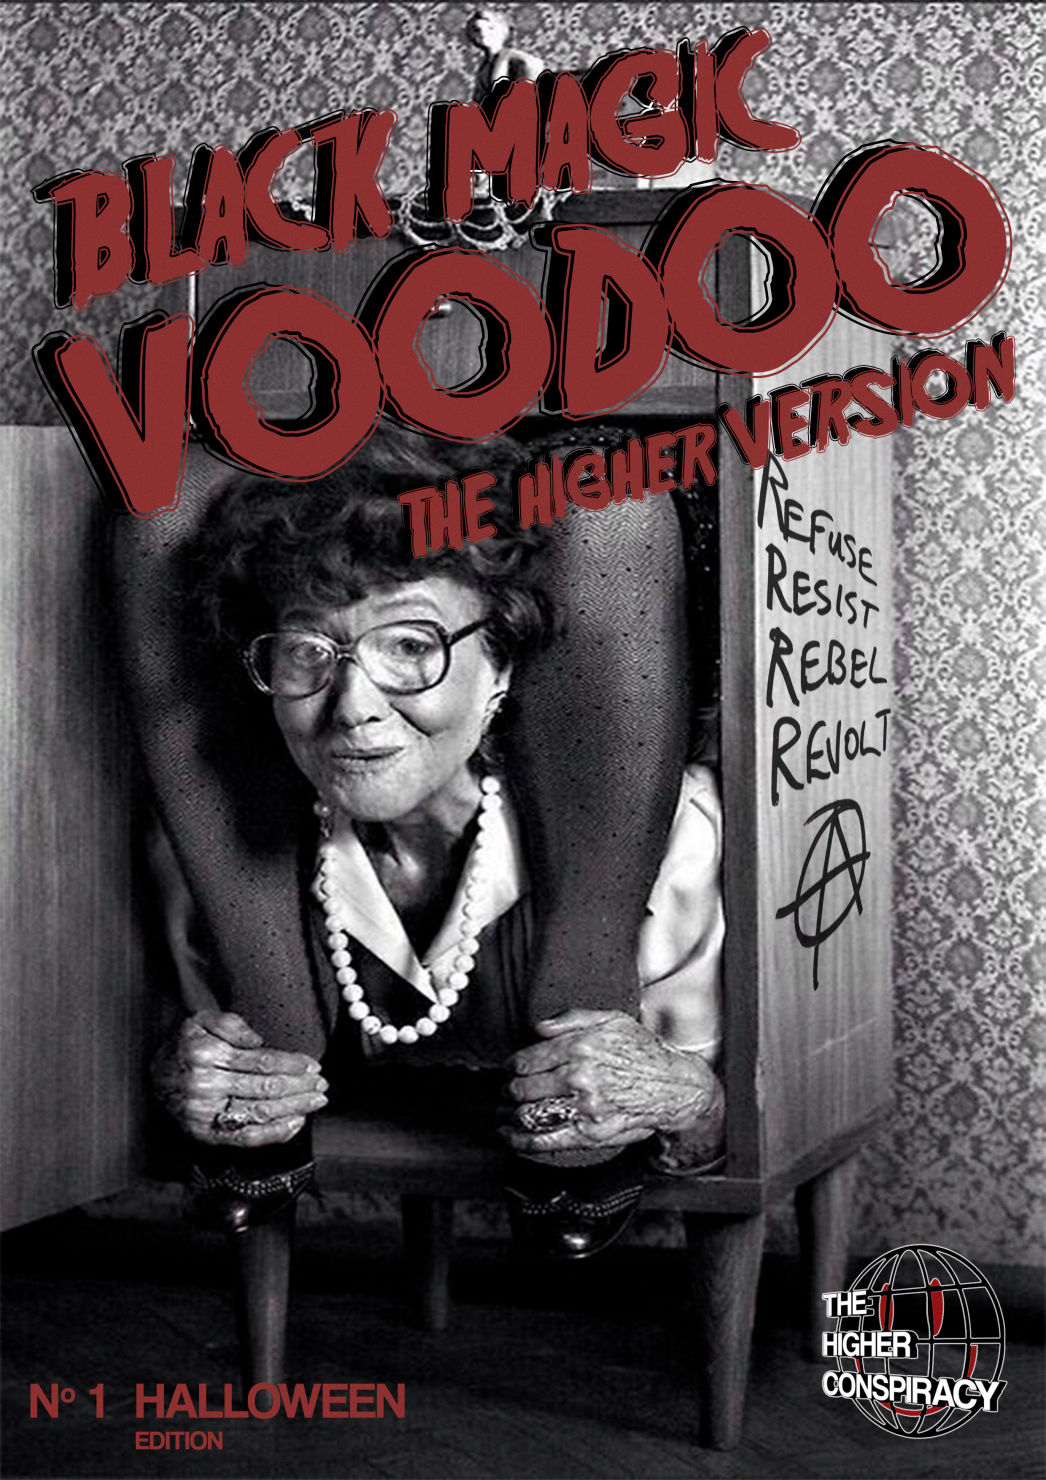 BLACK MAGIC
VOODOO
THE HIGHER VERSION
REFUSE
RESIST
REBEL
REVOLT
THE
HIGHER
CONSPIRACY
Nº 1 HALLOWEEN
EDITION